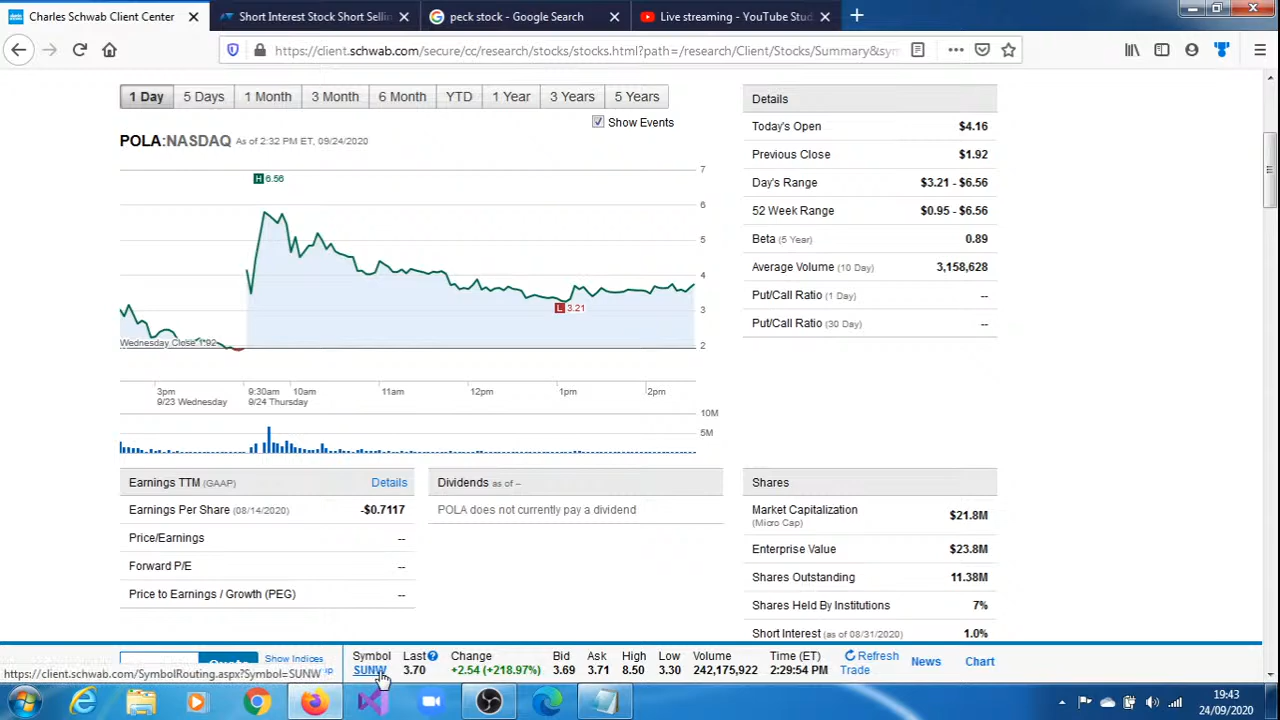 Charles Schwab Client Center
Short Interest Stock Short Sellin
peck stock - Google Search
Live streaming - YouTube Stud
https://client.schwab.com/secure/cc/research/stocks/stocks.html?path=/research/Client/Stocks/Summary&sym
1 Day 5 Days 1 Month 3 Month 6 Month YTD 1 Year 3 Years 5 Years
Show Events
POLA:NASDAQ As of 2:32 PM ET, 09/24/2020
7
H 6.56
6
5
4
3
L 3.21
2
Wednesday Close 1.92
3pm 9:30am 10am 11am 12pm 1pm 2pm
9/23 Wednesday 9/24 Thursday
10M
5M
Details
Today's Open $4.16
Previous Close $1.92
Day's Range $3.21 - $6.56
52 Week Range $0.95 - $6.56
Beta (5 Year) 0.89
Average Volume (10 Day) 3,158,628
Put/Call Ratio (1 Day) --
Put/Call Ratio (30 Day) --
Earnings TTM (GAAP) Details
Earnings Per Share (08/14/2020) -$0.7117
Price/Earnings --
Forward P/E --
Price to Earnings / Growth (PEG) --
Dividends as of –
POLA does not currently pay a dividend
Shares
Market Capitalization $21.8M
(Micro Cap)
Enterprise Value $23.8M
Shares Outstanding 11.38M
Shares Held By Institutions 7%
Short Interest (as of 08/31/2020) 1.0%
Show Indices
Symbol Last Change Bid Ask High Low Volume Time (ET) Refresh
SUNW 3.70 +2.54 (+218.97%) 3.69 3.71 8.50 3.30 242,175,922 2:29:54 PM Trade
News Chart
https://client.schwab.com/SymbolRouting.aspx?Symbol=SUNW
19:43
24/09/2020